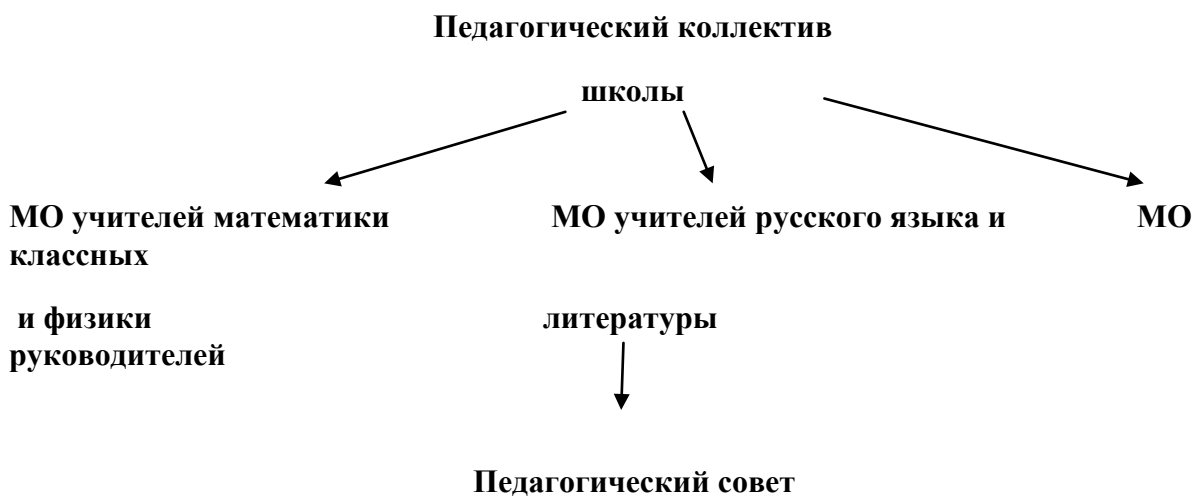 Педагогический коллектив
школы
МО учителей математики МО учителей русского языка и МО
классных
и физики литературы
руководителей
Педагогический совет